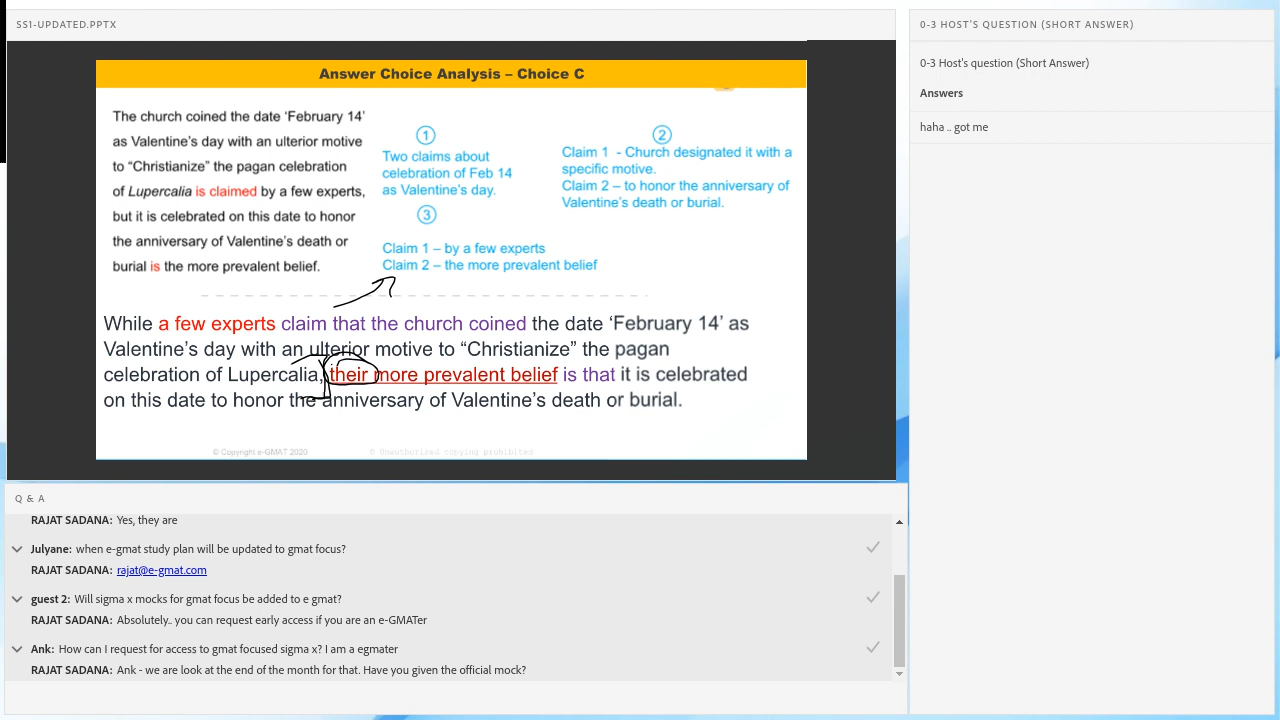 SS1-UPDATED.PPTX
Answer Choice Analysis – Choice C
The church coined the date ‘February 14’
as Valentine’s day with an ulterior motive
to “Christianize” the pagan celebration
of Lupercalia is claimed by a few experts,
but it is celebrated on this date to honor
the anniversary of Valentine’s death or
burial is the more prevalent belief.
1
Two claims about
celebration of Feb 14
as Valentine’s day.
2
Claim 1 - Church designated it with a
specific motive.
Claim 2 – to honor the anniversary of
Valentine’s death or burial.
3
Claim 1 – by a few experts
Claim 2 – the more prevalent belief
While a few experts claim that the church coined the date ‘February 14’ as
Valentine’s day with an ulterior motive to “Christianize” the pagan
celebration of Lupercalia, their more prevalent belief is that it is celebrated
on this date to honor the anniversary of Valentine’s death or burial.
© Copyright e-GMAT 2020 © Unauthorized copying prohibited
Q & A
RAJAT SADANA: Yes, they are
Julyane: when e-gmat study plan will be updated to gmat focus?
RAJAT SADANA: rajat@e-gmat.com
guest 2: Will sigma x mocks for gmat focus be added to e gmat?
RAJAT SADANA: Absolutely.. you can request early access if you are an e-GMATer
Ank: How can I request for access to gmat focused sigma x? I am a egmater
RAJAT SADANA: Ank - we are look at the end of the month for that. Have you given the official mock?
0-3 HOST'S QUESTION (SHORT ANSWER)
0-3 Host's question (Short Answer)
Answers
haha .. got me